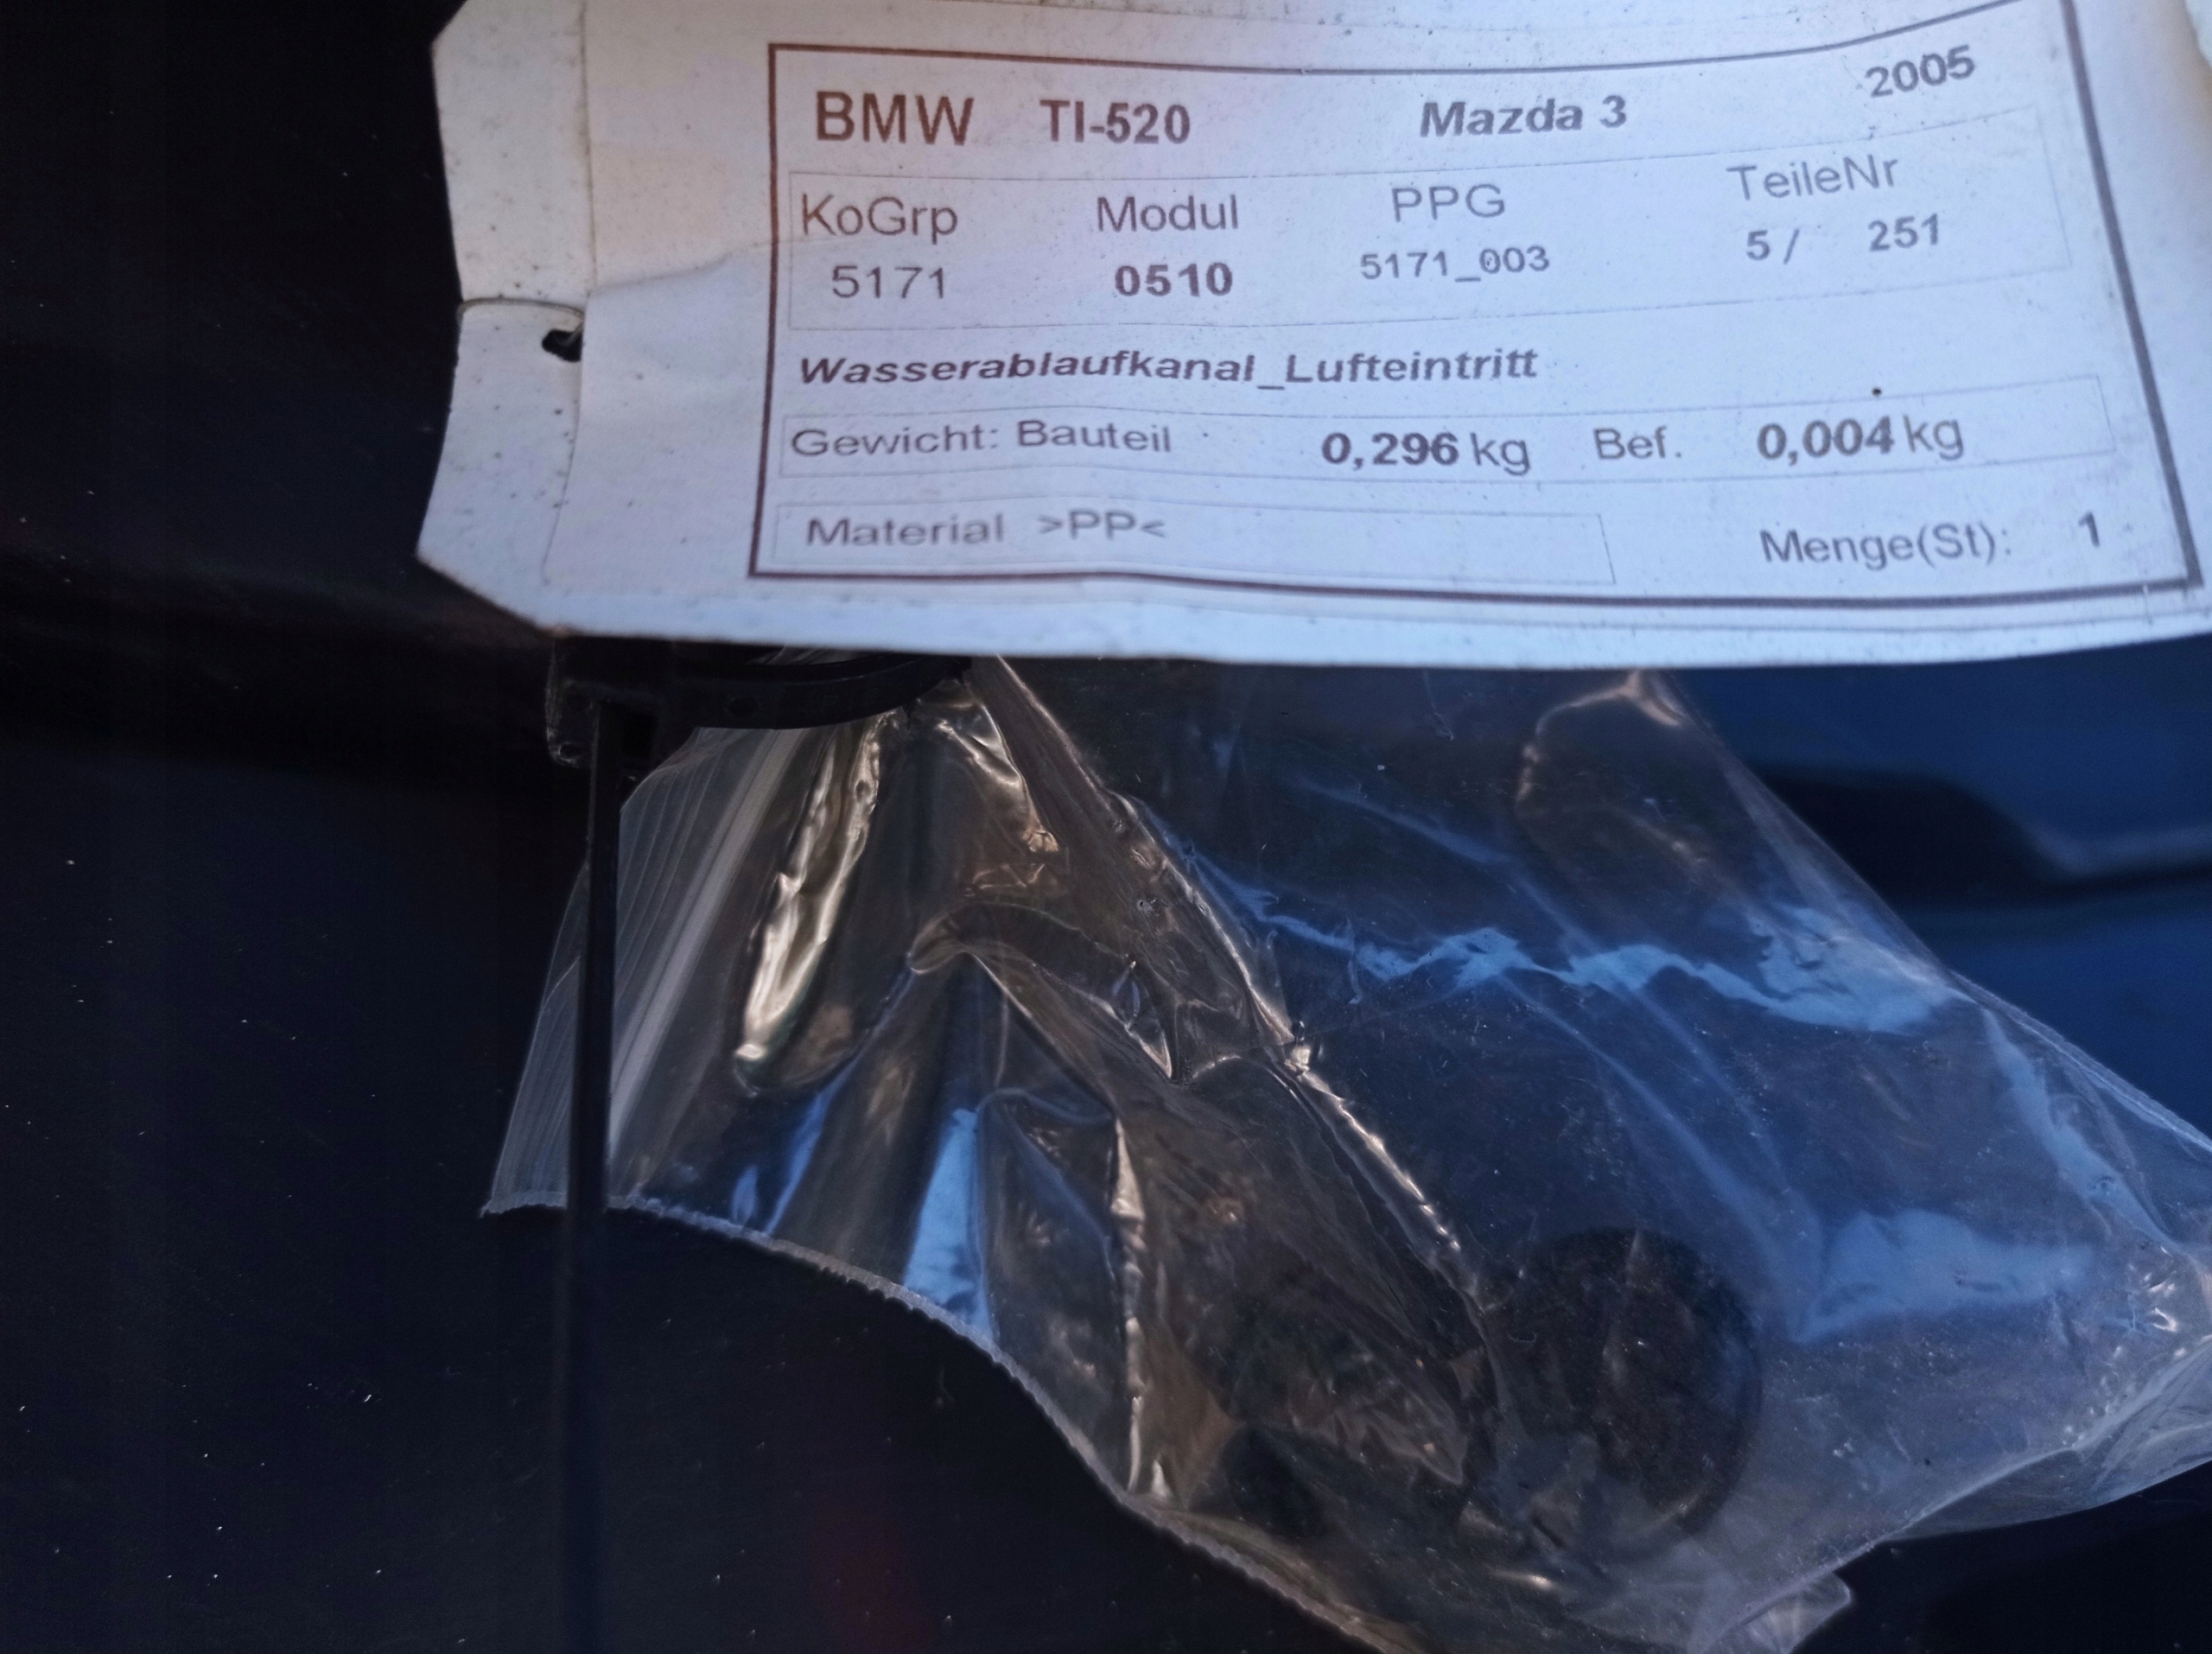 BMW TI-520 Mazda 3 2005
KoGrp Modul PPG TeileNr
5171 0510 5171_003 5 / 251
Wasserablaufkanal_Lufteintritt
Gewicht: Bauteil 0,296 kg Bef. 0,004 kg
Material >PP< Menge(St): 1